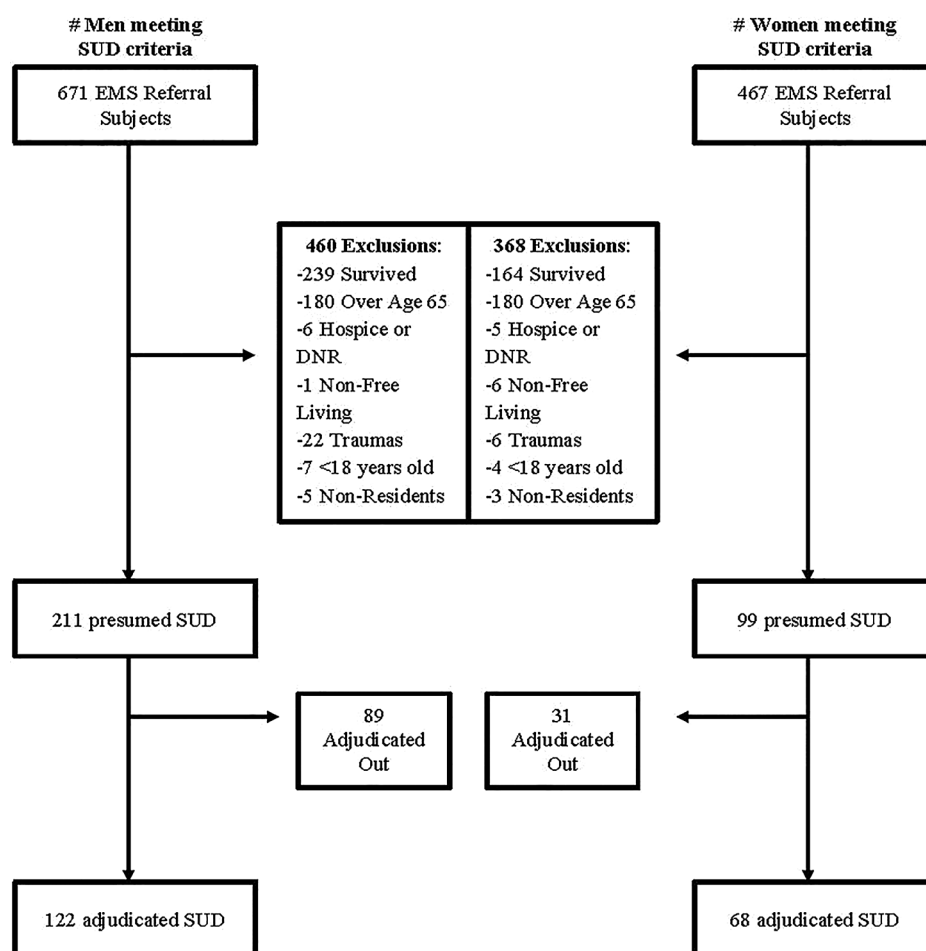 # Men meeting
SUD criteria
# Women meeting
SUD criteria
671 EMS Referral
Subjects
467 EMS Referral
Subjects
460 Exclusions:
-239 Survived
-180 Over Age 65
-6 Hospice or
DNR
-1 Non-Free
Living
-22 Traumas
-7 <18 years old
-5 Non-Residents
368 Exclusions:
-164 Survived
-180 Over Age 65
-5 Hospice or
DNR
-6 Non-Free
Living
-6 Traumas
-4 <18 years old
-3 Non-Residents
211 presumed SUD
99 presumed SUD
89
Adjudicated
Out
31
Adjudicated
Out
122 adjudicated SUD
68 adjudicated SUD